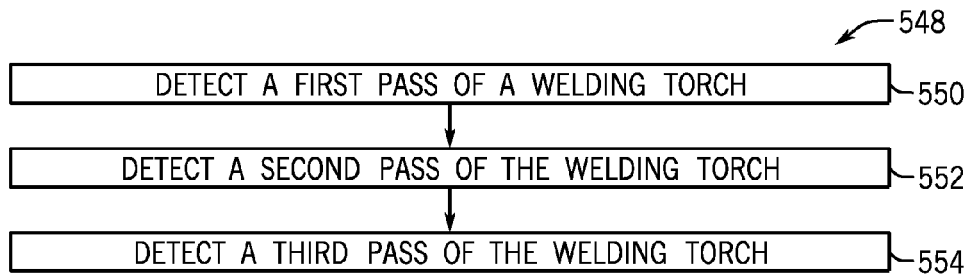 548
DETECT A FIRST PASS OF A WELDING TORCH
550
DETECT A SECOND PASS OF THE WELDING TORCH
552
DETECT A THIRD PASS OF THE WELDING TORCH
554